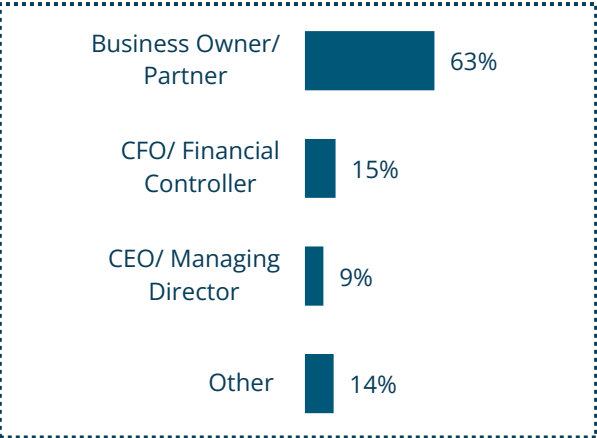 Business Owner/
Partner
63%
CFO/ Financial
Controller
15%
CEO/ Managing
Director
9%
Other
14%